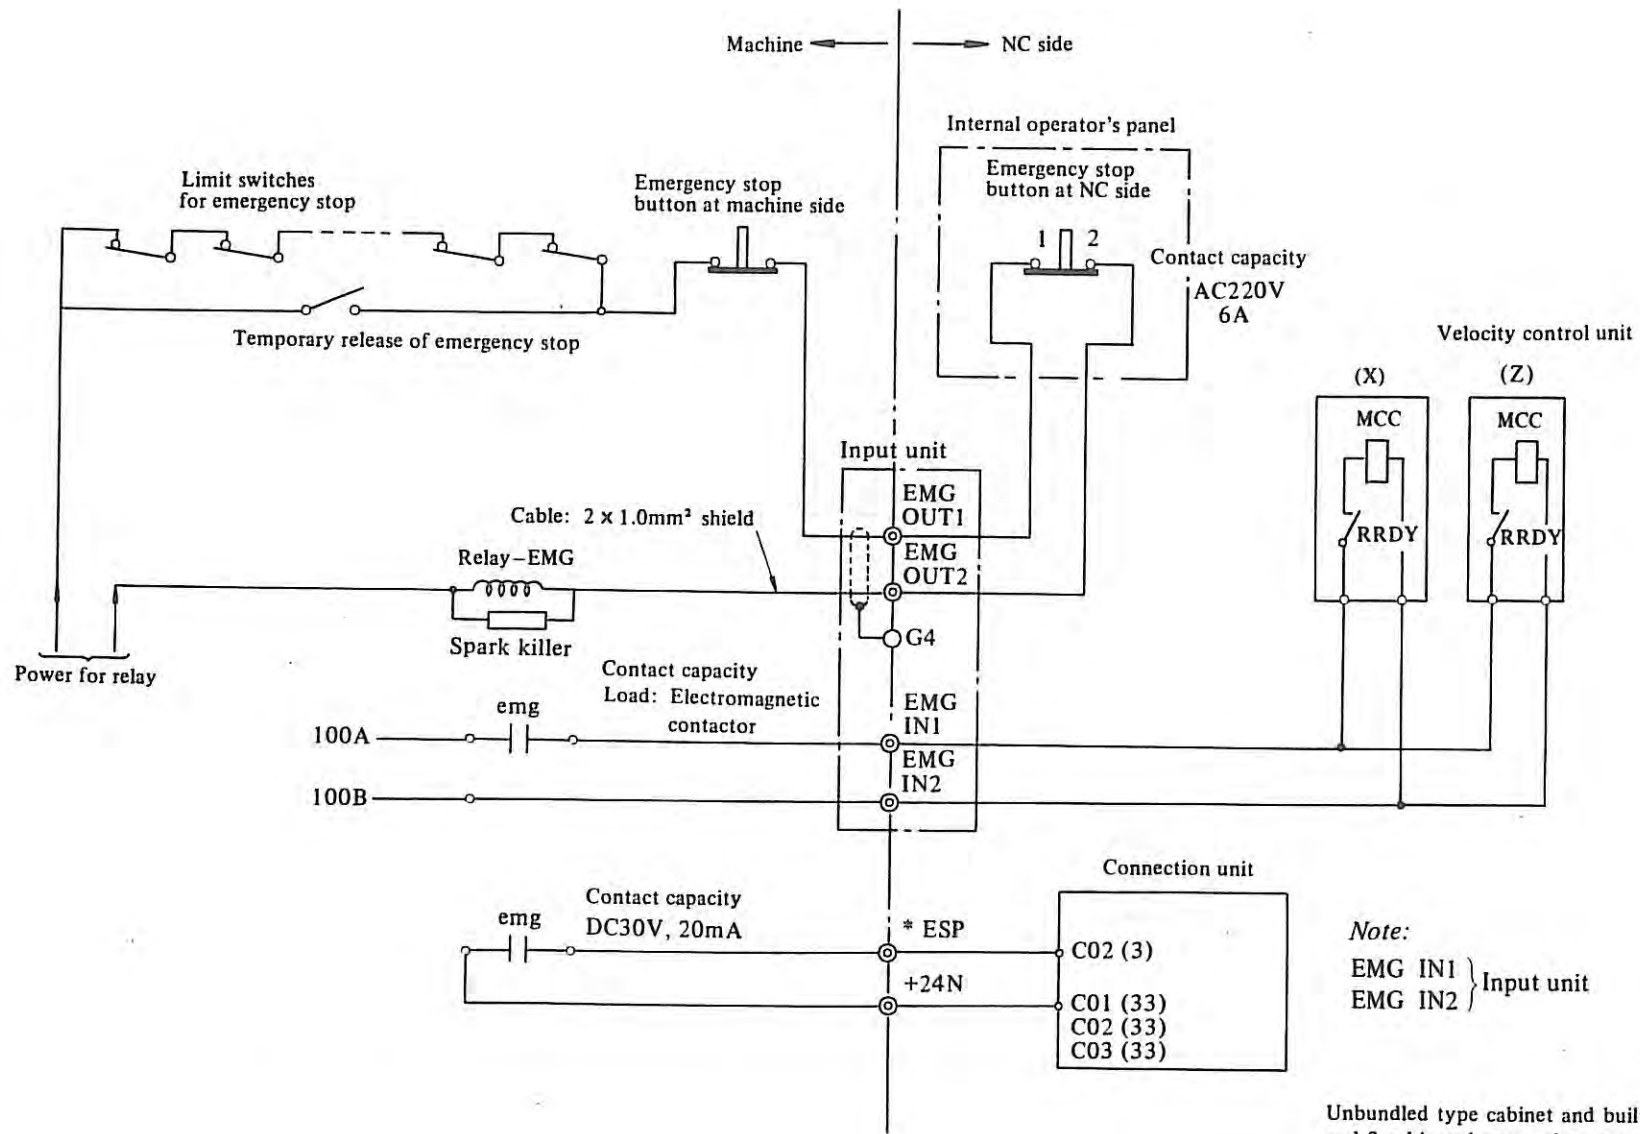 Machine
NC side
Internal operator's panel
Emergency stop
button at NC side
1 2
Contact capacity
AC220V
6A
Limit switches
for emergency stop
Emergency stop
button at machine side
Temporary release of emergency stop
Velocity control unit
(X)
(Z)
MCC
MCC
RRDY
RRDY
Input unit
EMG
OUT1
EMG
OUT2
G4
Cable: 2 x 1.0mm² shield
Relay-EMG
Spark killer
Power for relay
Contact capacity
Load: Electromagnetic
contactor
emg
100A
100B
EMG
IN1
EMG
IN2
Connection unit
Contact capacity
DC30V, 20mA
emg
* ESP
+24N
C02 (3)
C01 (33)
C02 (33)
C03 (33)
Note:
EMG IN1
EMG IN2
Input unit
Unbundled type cabinet and buil